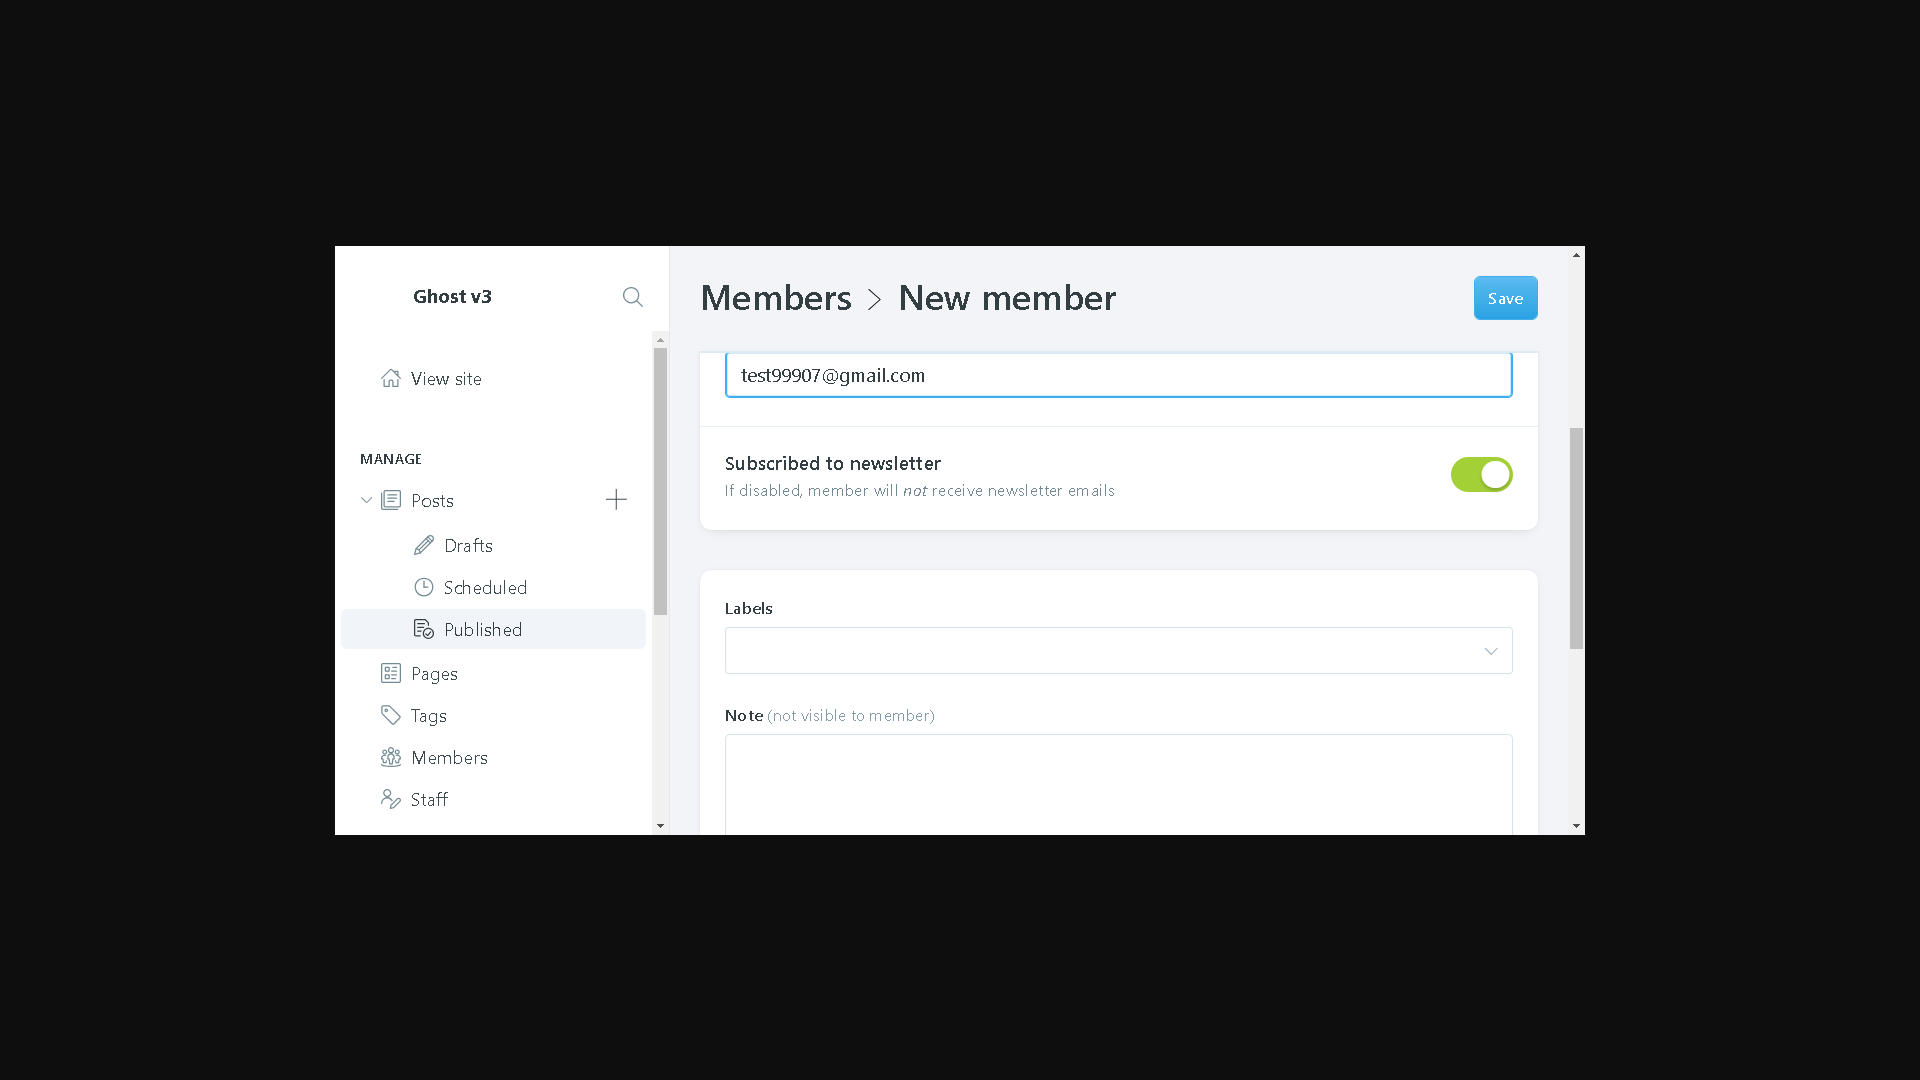 Ghost v3
View site
MANAGE
Posts
Drafts
Scheduled
Published
Pages
Tags
Members
Staff
Members > New member
Save
test99907@gmail.com
Subscribed to newsletter
If disabled, member will not receive newsletter emails
Labels
Note (not visible to member)